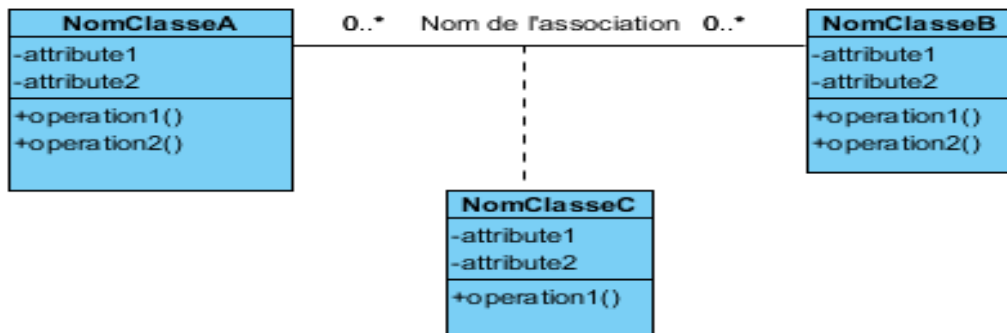 NomClasseA
-attribute1
-attribute2
+operation1()
+operation2()
0..* Nom de l'association 0..*
NomClasseB
-attribute1
-attribute2
+operation1()
+operation2()
NomClasseC
-attribute1
-attribute2
+operation1()